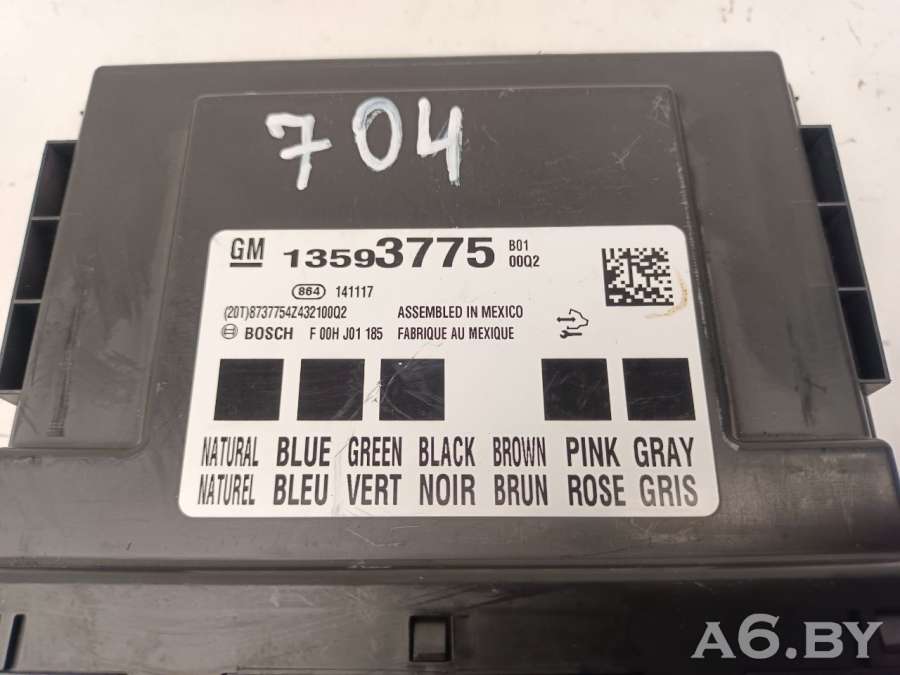 704
GM 13593775 B01 00Q2
864 141117
(20T)8737754Z432100Q2 ASSEMBLED IN MEXICO
BOSCH F 00H J01 185 FABRIQUE AU MEXIQUE
NATURAL BLUE GREEN BLACK BROWN PINK GRAY
NATUREL BLEU VERT NOIR BRUN ROSE GRIS
A6.BY